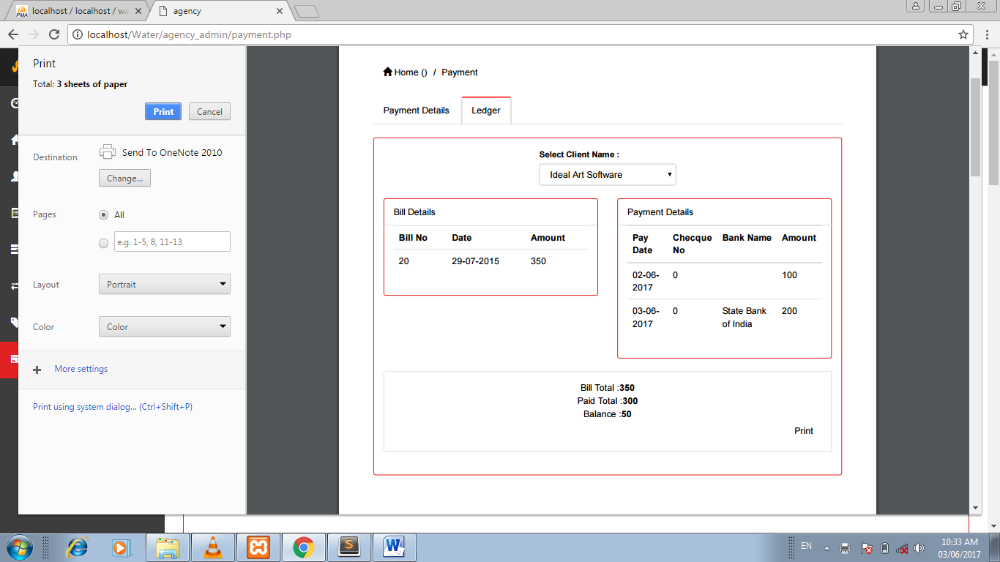 PMA
localhost / localhost / wa
agency
localhost/Water/agency_admin/payment.php
Print
Total: 3 sheets of paper
Print
Cancel
Destination
Send To OneNote 2010
Change...
Pages
All
e.g. 1-5, 8, 11-13
Layout
Portrait
Color
Color
More settings
Print using system dialog... (Ctrl+Shift+P)
Home () / Payment
Payment Details
Ledger
Select Client Name :
Ideal Art Software
Bill Details
Bill No Date Amount
20 29-07-2015 350
Payment Details
Pay Checque Bank Name Amount
Date No
02-06- 0 100
2017
03-06- 0 State Bank 200
2017 of India
Bill Total :350
Paid Total :300
Balance :50
Print
S
W
EN
10:33 AM
03/06/2017